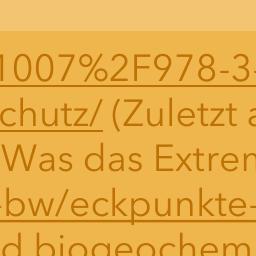 1007%2F978-3-
chutz/ (Zuletzt a
Was das Extrem
-bw/eckpunkte-
d biogeochem